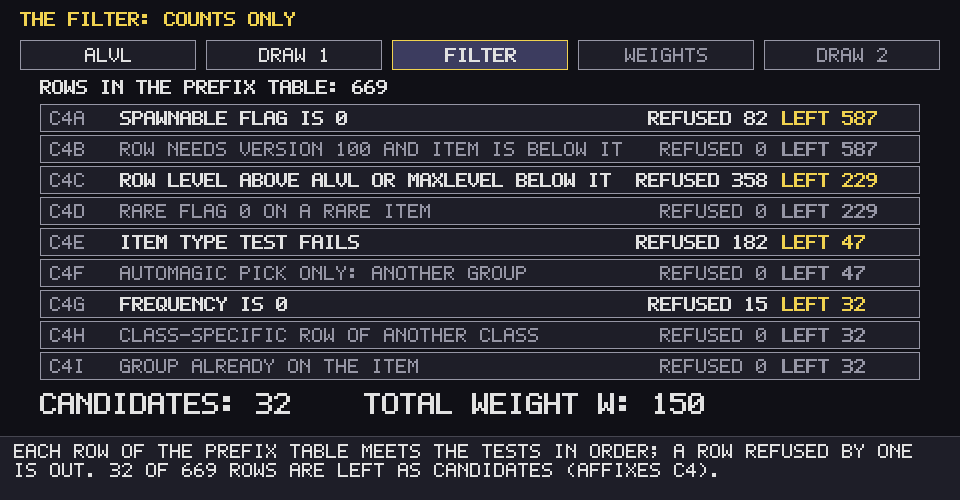 THE FILTER: COUNTS ONLY
ALVL DRAW 1 FILTER WEIGHTS DRAW 2
ROWS IN THE PREFIX TABLE: 669
C4A SPAWNABLE FLAG IS 0 REFUSED 82 LEFT 587
C4B ROW NEEDS VERSION 100 AND ITEM IS BELOW IT REFUSED 0 LEFT 587
C4C ROW LEVEL ABOVE ALVL OR MAXLEVEL BELOW IT REFUSED 358 LEFT 229
C4D RARE FLAG 0 ON A RARE ITEM REFUSED 0 LEFT 229
C4E ITEM TYPE TEST FAILS REFUSED 182 LEFT 47
C4F AUTOMAGIC PICK ONLY: ANOTHER GROUP REFUSED 0 LEFT 47
C4G FREQUENCY IS 0 REFUSED 15 LEFT 32
C4H CLASS-SPECIFIC ROW OF ANOTHER CLASS REFUSED 0 LEFT 32
C4I GROUP ALREADY ON THE ITEM REFUSED 0 LEFT 32
CANDIDATES: 32 TOTAL WEIGHT W: 150
EACH ROW OF THE PREFIX TABLE MEETS THE TESTS IN ORDER; A ROW REFUSED BY ONE
IS OUT. 32 OF 669 ROWS ARE LEFT AS CANDIDATES (AFFIXES C4).